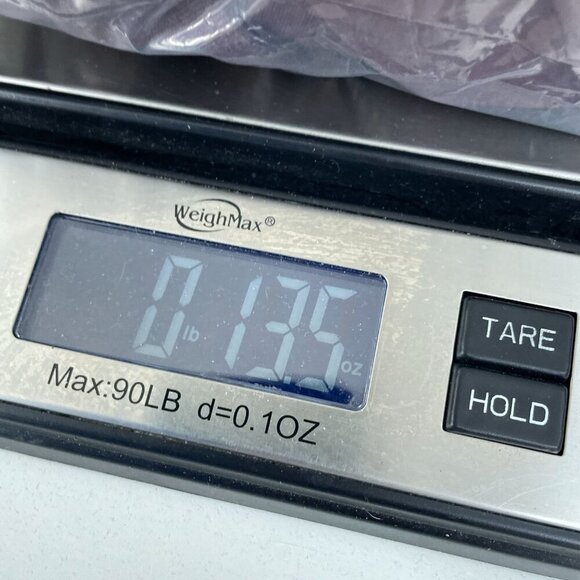 WeighMax®
0 lb 13.5 oz
Max:90LB d=0.1OZ
TARE
HOLD